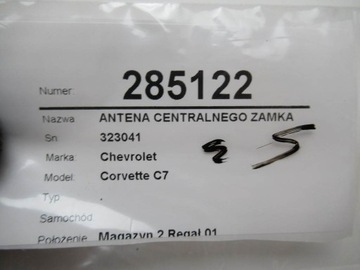 Numer: 285122
Nazwa ANTENA CENTRALNEGO ZAMKA
Sn: 323041
Marka: Chevrolet
Model: Corvette C7
Typ .
Samochód:
Położenie Magazyn 2 Regał 01